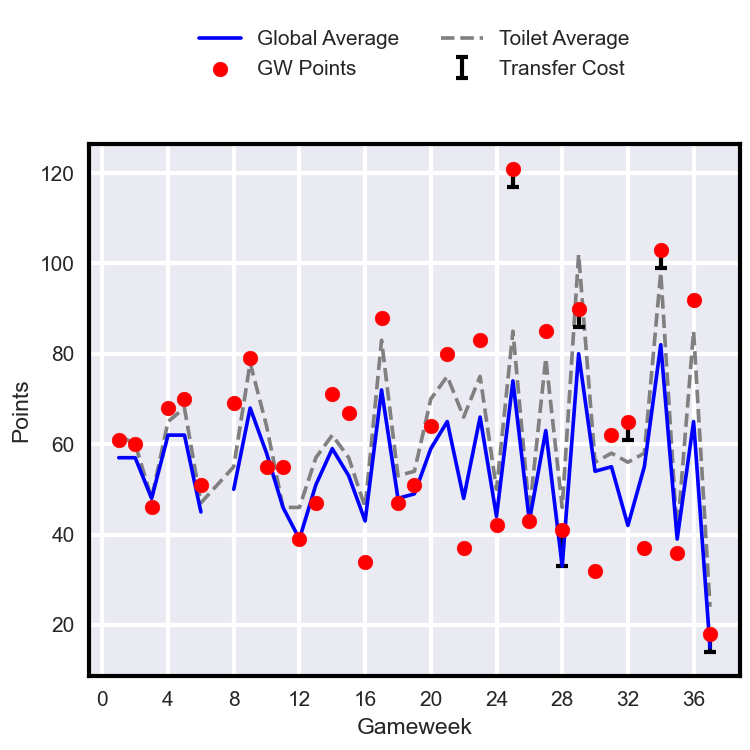 Global Average
Toilet Average
GW Points
Transfer Cost
120
100
80
60
40
20
Points
0 4 8 12 16 20 24 28 32 36
Gameweek